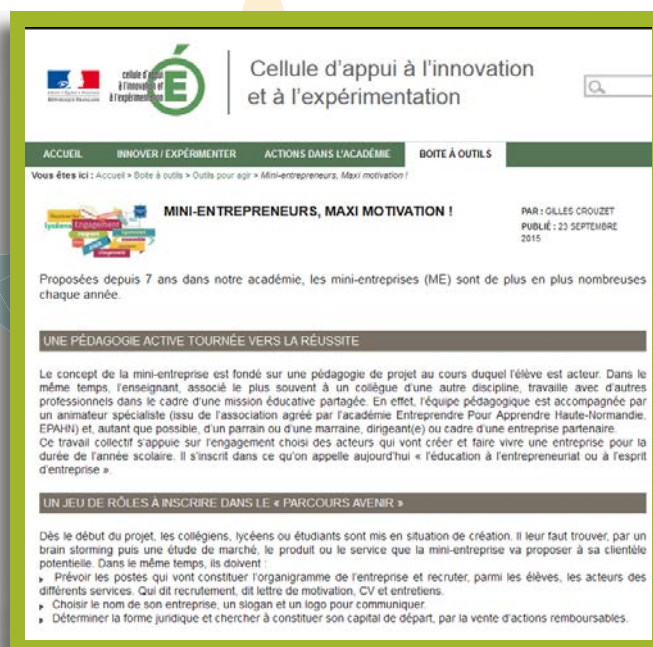 cellule d'appui
à l'innovation et
à l'expérimentation
RÉPUBLIQUE FRANÇAISE
Cellule d'appui à l'innovation
et à l'expérimentation
ACCUEIL INNOVER / EXPÉRIMENTER ACTIONS DANS L'ACADÉMIE BOITE À OUTILS
Vous êtes ici : Accueil > Boite à outils > Outils pour agir > Mini-entrepreneurs, Maxi motivation !
Engagement
MINI-ENTREPRENEURS, MAXI MOTIVATION !
PAR : GILLES CROUZET
PUBLIÉ : 23 SEPTEMBRE
2015
Proposées depuis 7 ans dans notre académie, les mini-entreprises (ME) sont de plus en plus nombreuses
chaque année.
UNE PÉDAGOGIE ACTIVE TOURNÉE VERS LA RÉUSSITE
Le concept de la mini-entreprise est fondé sur une pédagogie de projet au cours duquel l'élève est acteur. Dans le
même temps, l'enseignant, associé le plus souvent à un collègue d'une autre discipline, travaille avec d'autres
professionnels dans le cadre d'une mission éducative partagée. En effet, l'équipe pédagogique est accompagnée par
un animateur spécialiste (issu de l'association agréé par l'académie Entreprendre Pour Apprendre Haute-Normandie,
EPAHN) et, autant que possible, d'un parrain ou d'une marraine, dirigeant(e) ou cadre d'une entreprise partenaire.
Ce travail collectif s'appuie sur l'engagement choisi des acteurs qui vont créer et faire vivre une entreprise pour la
durée de l'année scolaire. Il s'inscrit dans ce qu'on appelle aujourd'hui « l'éducation à l'entrepreneuriat ou à l'esprit
d'entreprise ».
UN JEU DE RÔLES À INSCRIRE DANS LE « PARCOURS AVENIR »
Dès le début du projet, les collégiens, lycéens ou étudiants sont mis en situation de création. Il leur faut trouver, par un
brain storming puis une étude de marché, le produit ou le service que la mini-entreprise va proposer à sa clientèle
potentielle. Dans le même temps, ils doivent :
▸ Prévoir les postes qui vont constituer l'organigramme de l'entreprise et recruter, parmi les élèves, les acteurs des
différents services. Qui dit recrutement, dit lettre de motivation, CV et entretiens.
▸ Choisir le nom de son entreprise, un slogan et un logo pour communiquer.
▸ Déterminer la forme juridique et chercher à constituer son capital de départ, par la vente d'actions remboursables.